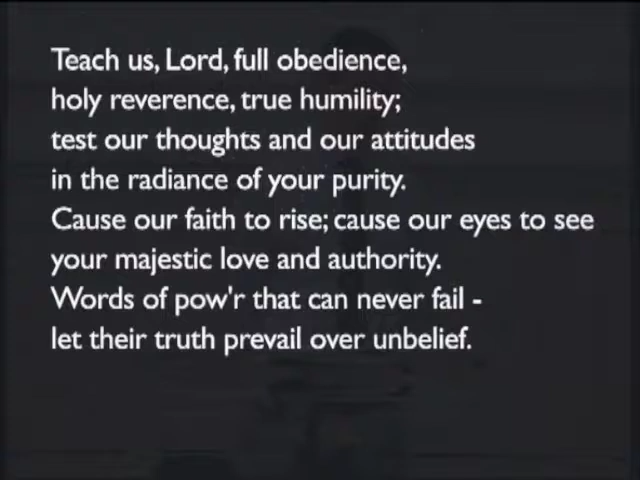 Teach us, Lord, full obedience,
holy reverence, true humility;
test our thoughts and our attitudes
in the radiance of your purity.
Cause our faith to rise; cause our eyes to see
your majestic love and authority.
Words of pow'r that can never fail -
let their truth prevail over unbelief.